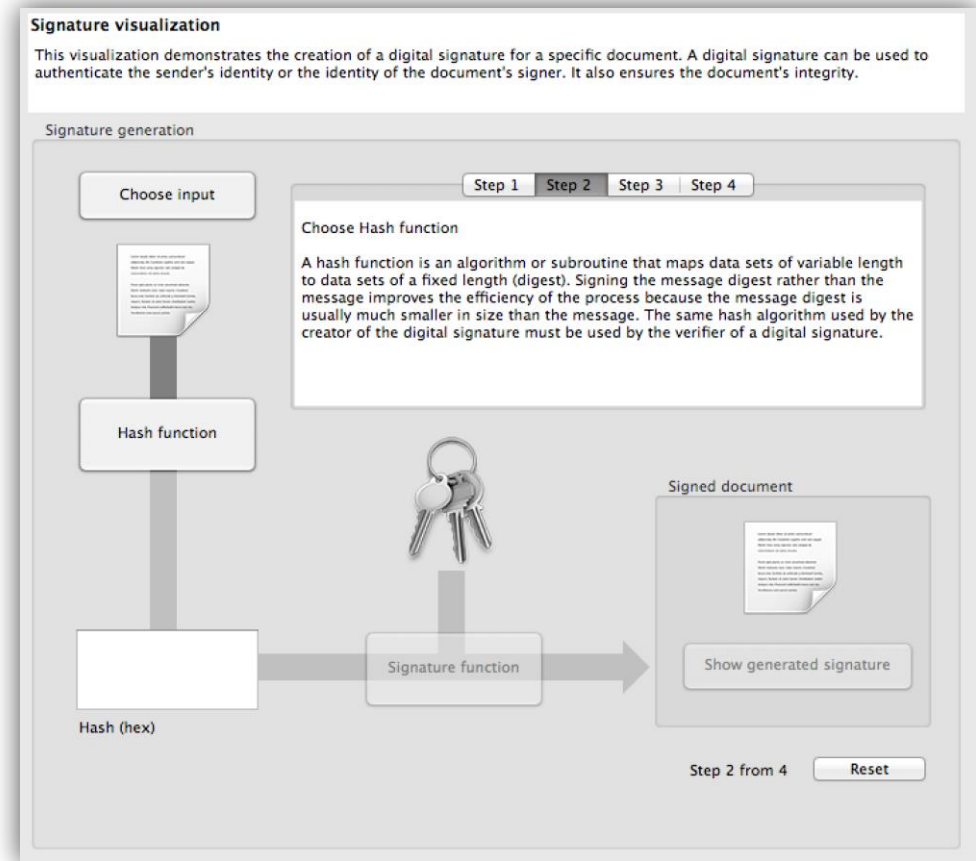 Signature visualization
This visualization demonstrates the creation of a digital signature for a specific document. A digital signature can be used to
authenticate the sender's identity or the identity of the document's signer. It also ensures the document's integrity.
Signature generation
Choose input
Step 1 Step 2 Step 3 Step 4
Choose Hash function
A hash function is an algorithm or subroutine that maps data sets of variable length
to data sets of a fixed length (digest). Signing the message digest rather than the
message improves the efficiency of the process because the message digest is
usually much smaller in size than the message. The same hash algorithm used by the
creator of the digital signature must be used by the verifier of a digital signature.
Hash function
Signed document
Signature function
Show generated signature
Hash (hex)
Step 2 from 4
Reset